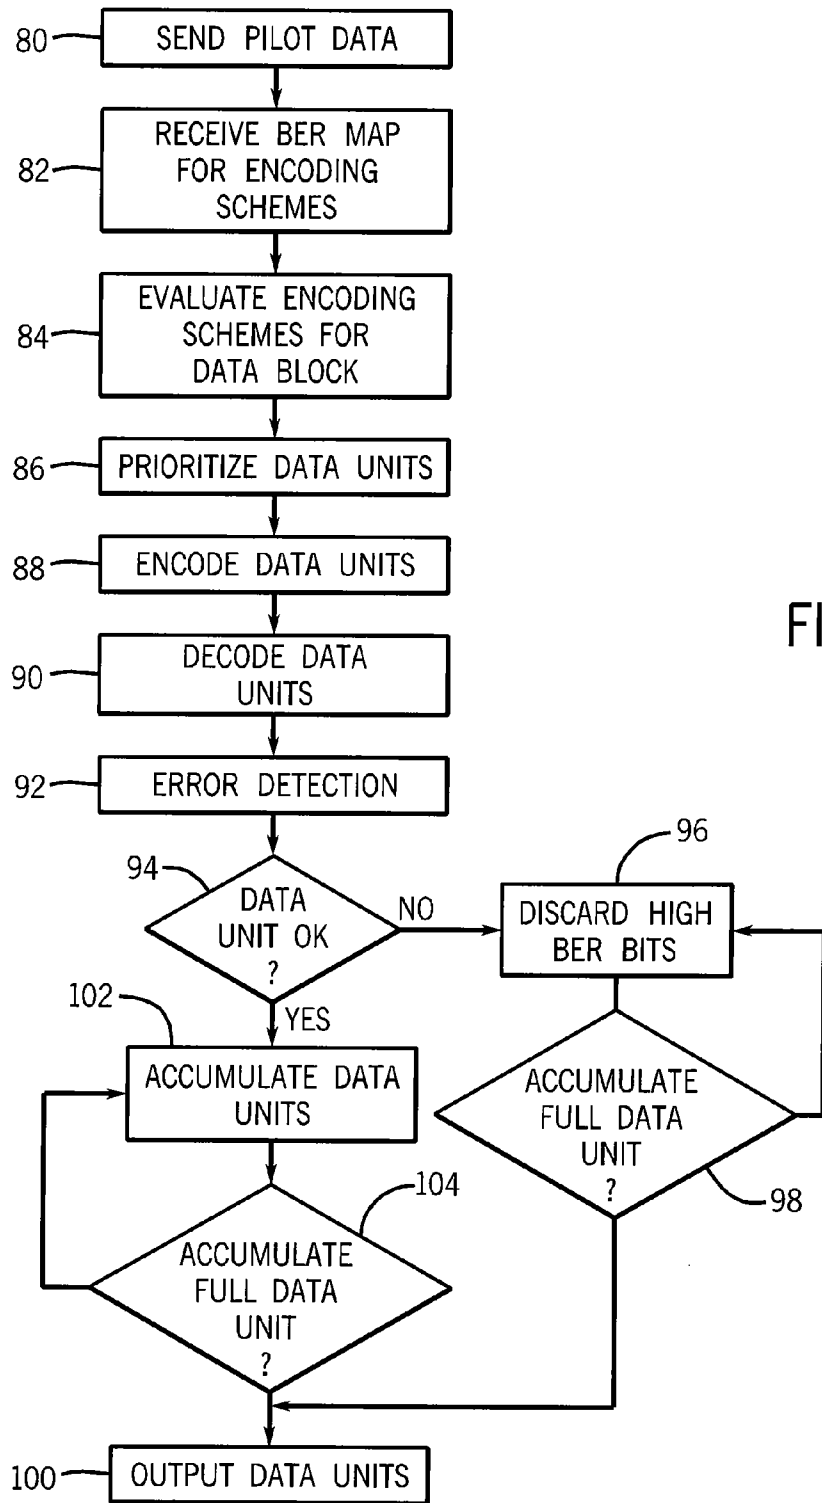 80
SEND PILOT DATA
82
RECEIVE BER MAP
FOR ENCODING
SCHEMES
84
EVALUATE ENCODING
SCHEMES FOR
DATA BLOCK
86
PRIORITIZE DATA UNITS
88
ENCODE DATA UNITS
FI
90
DECODE DATA
UNITS
92
ERROR DETECTION
94
DATA
UNIT OK
?
NO
YES
96
DISCARD HIGH
BER BITS
102
ACCUMULATE DATA
UNITS
ACCUMULATE
FULL DATA
UNIT
?
98
104
ACCUMULATE
FULL DATA
UNIT
?
100
OUTPUT DATA UNITS